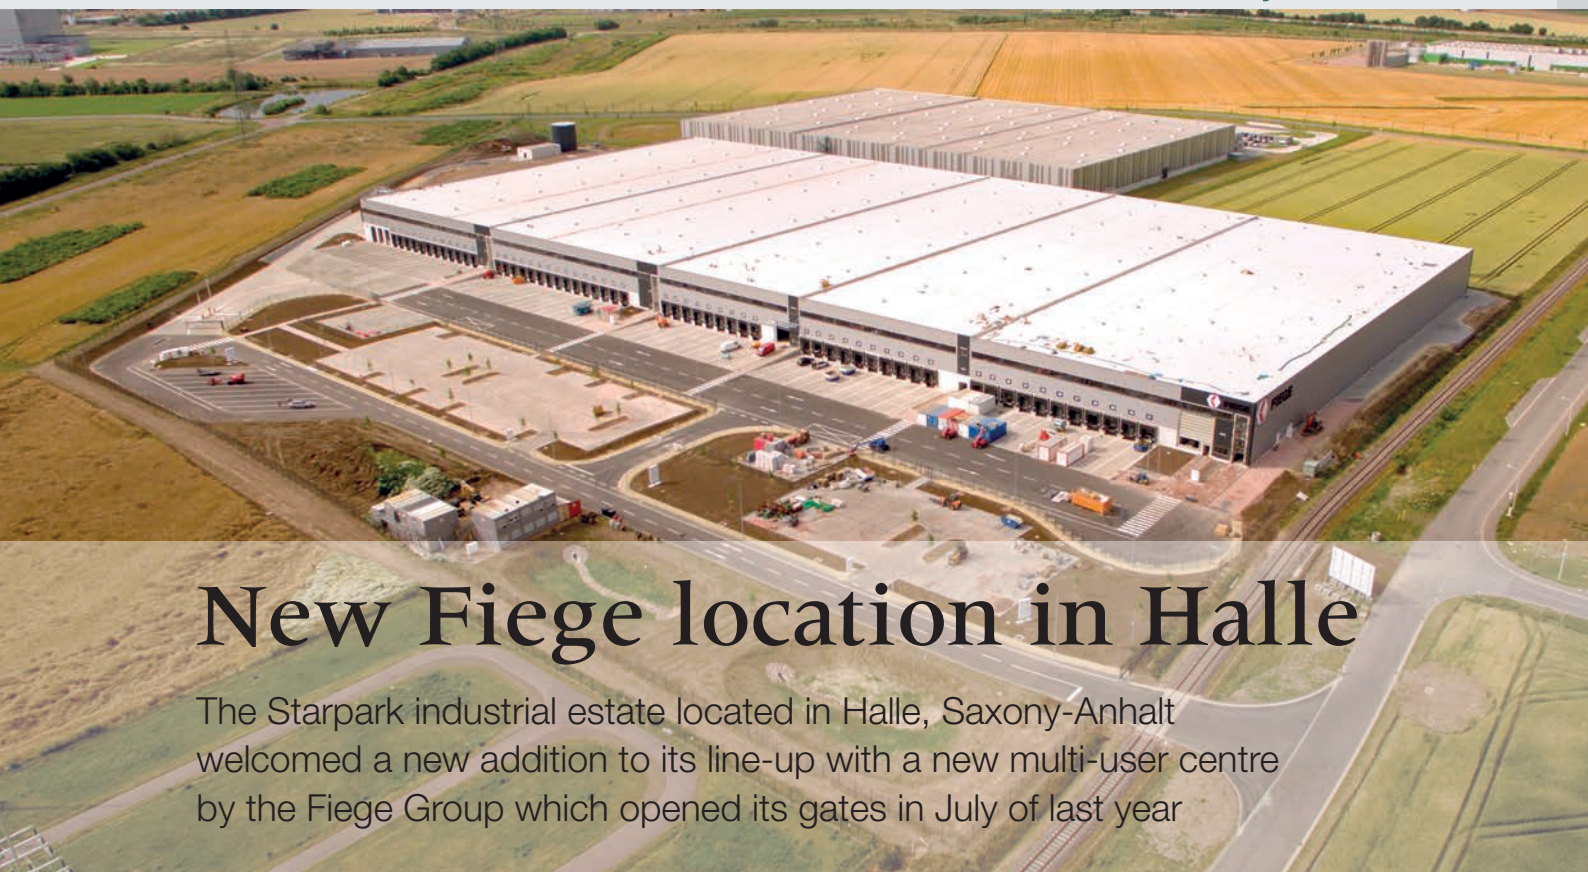 FIEGE
New Fiege location in Halle
The Starpark industrial estate located in Halle, Saxony-Anhalt
welcomed a new addition to its line-up with a new multi-user centre
by the Fiege Group which opened its gates in July of last year